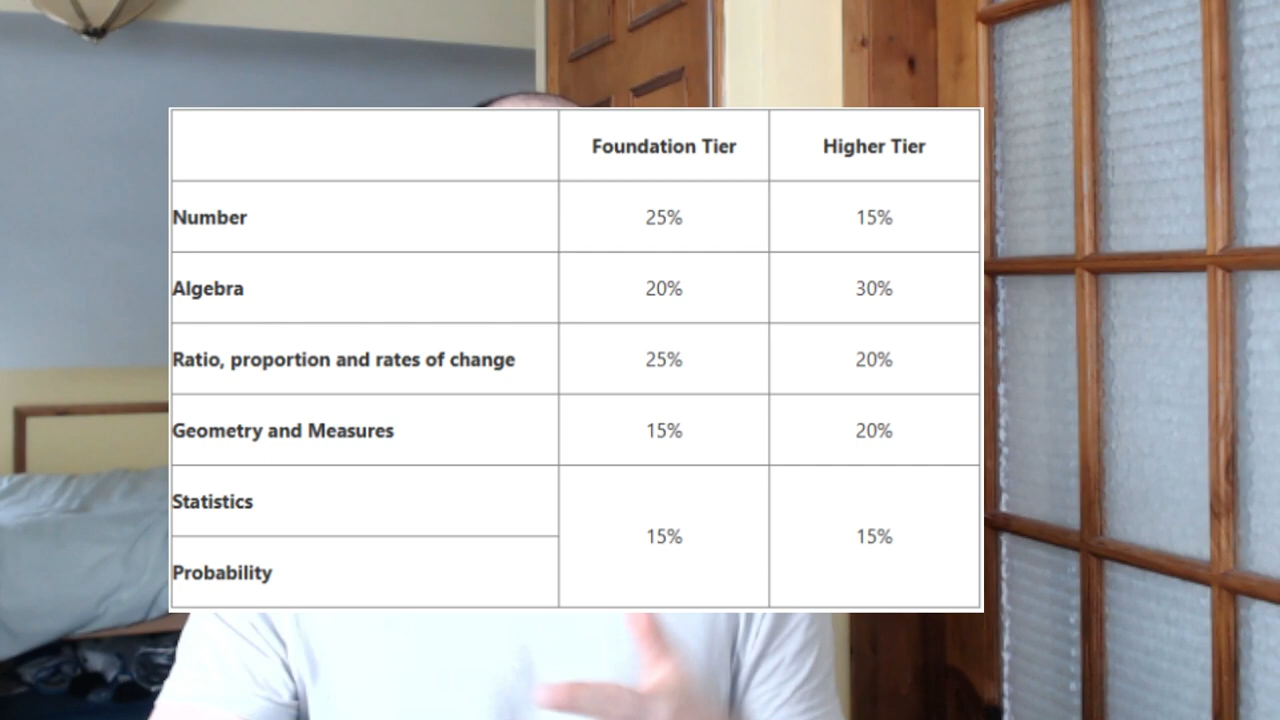 Foundation Tier Higher Tier
Number 25% 15%
Algebra 20% 30%
Ratio, proportion and rates of change 25% 20%
Geometry and Measures 15% 20%
Statistics
15% 15%
Probability